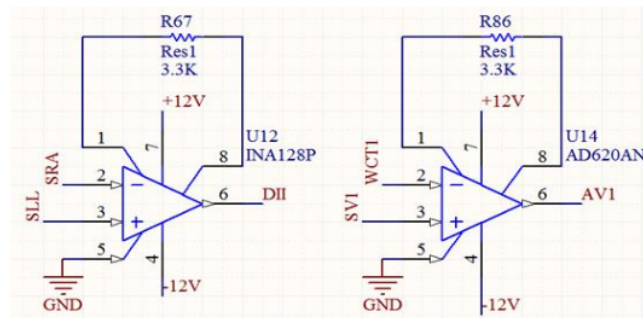 R67
Res1
3.3K
+12V
U12
INA128P
1
7
8
SRA
2
6
DII
SLL
3
5
4
GND
-12V
R86
Res1
3.3K
+12V
U14
AD620AN
1
7
8
WCT1
2
6
AV1
SV1
3
5
4
GND
-12V